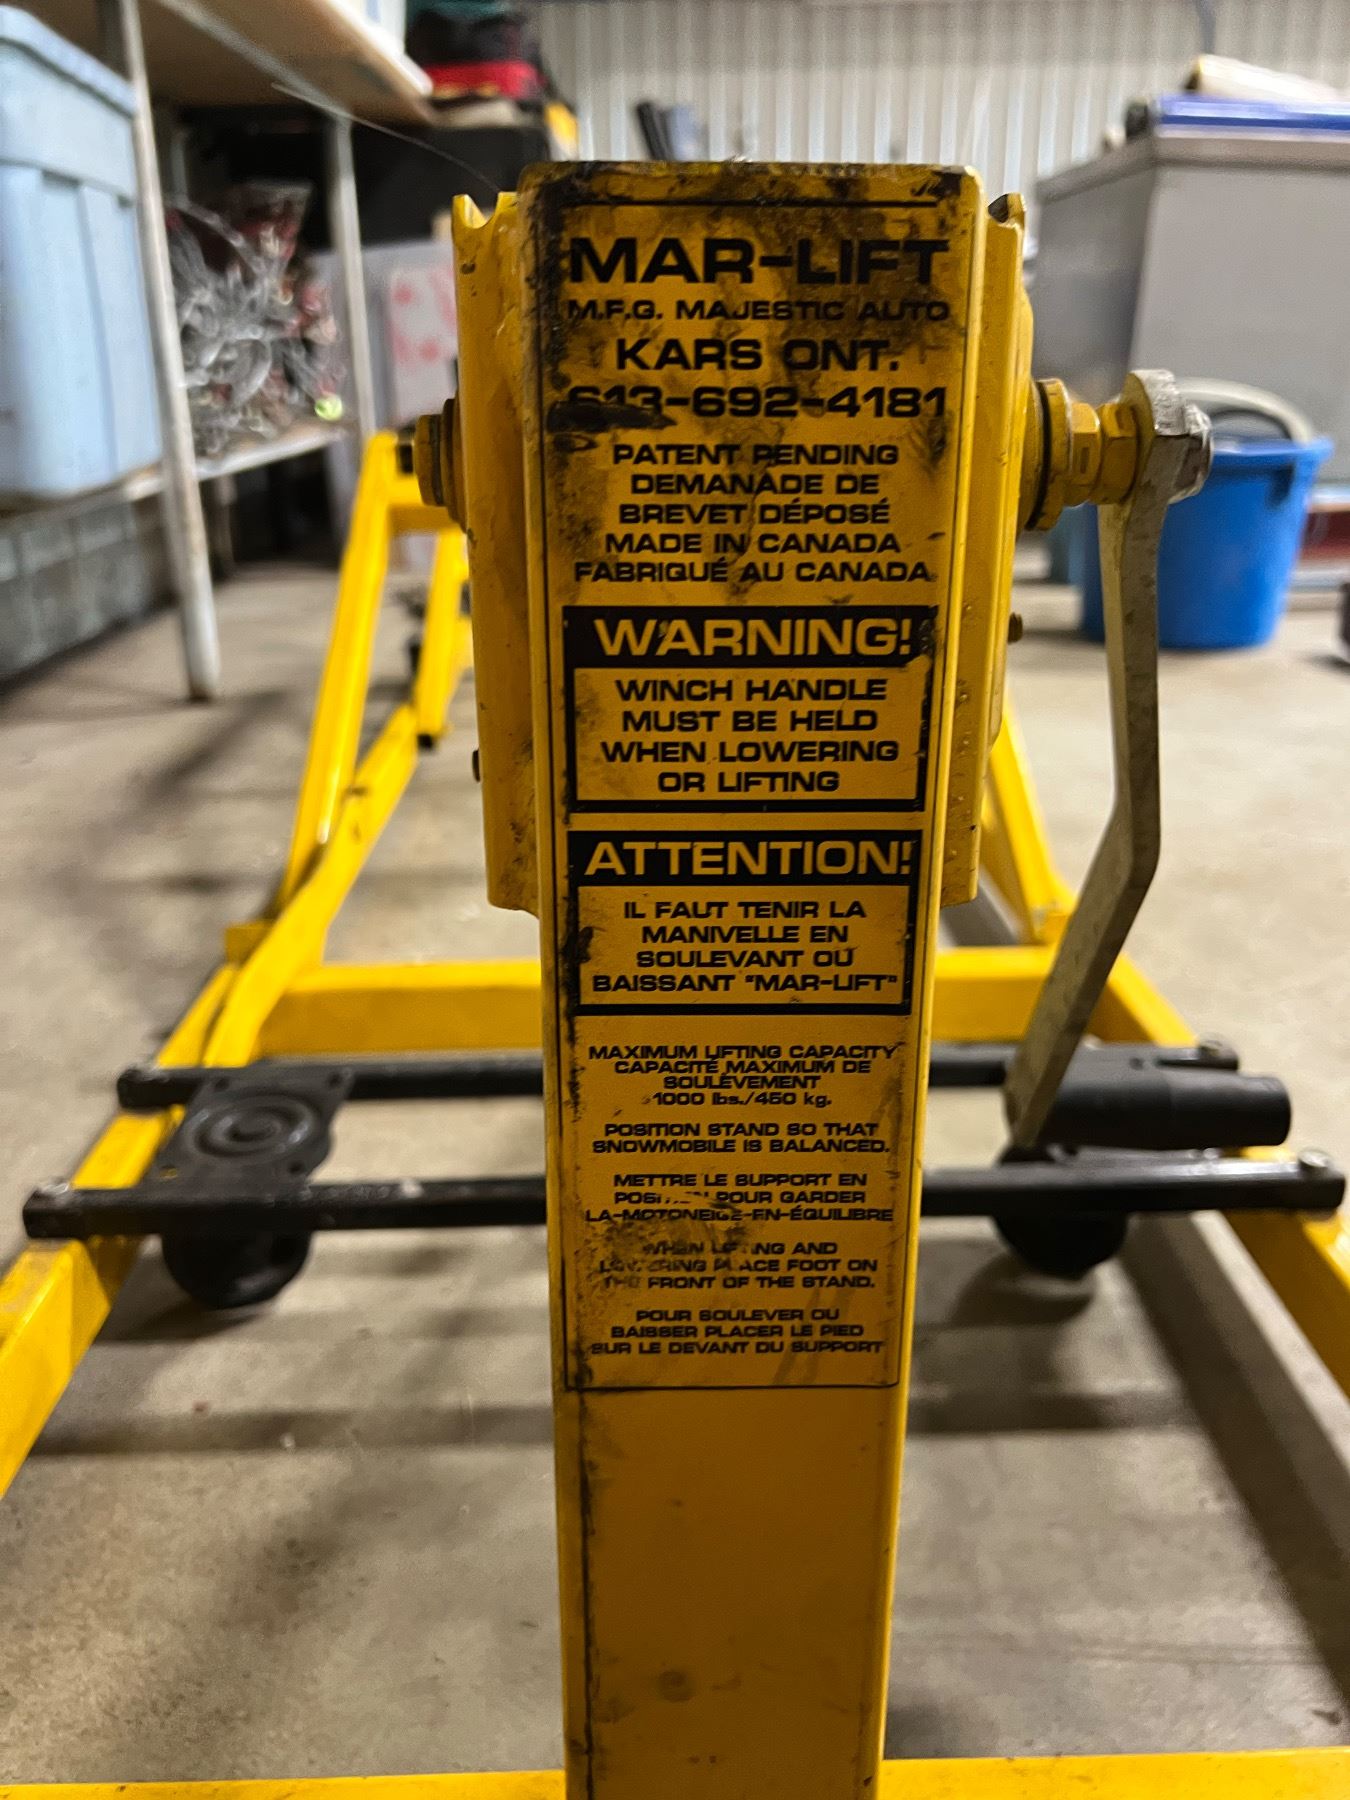 MAR-LIFT
M.F.G. MAJESTIC AUTO
KARS ONT.
613-692-4181
PATENT PENDING
DEMANADE DE
BREVET DÉPOSÉ
MADE IN CANADA
FABRIQUÉ AU CANADA
WARNING!
WINCH HANDLE
MUST BE HELD
WHEN LOWERING
OR LIFTING
ATTENTION!
IL FAUT TENIR LA
MANIVELLE EN
SOULEVANT OU
BAISSANT "MAR-LIFT"
MAXIMUM LIFTING CAPACITY
CAPACITÉ MAXIMUM DE
SOULÈVEMENT
1000 lbs./450 kg.
POSITION STAND SO THAT
SNOWMOBILE IS BALANCED.
METTRE LE SUPPORT EN
POSITION POUR GARDER
LA-MOTONEIGE-EN-ÉQUILIBRE
WHEN LIFTING AND
LOWERING PLACE FOOT ON
THE FRONT OF THE STAND.
POUR SOULEVER OU
BAISSER PLACER LE PIED
SUR LE DEVANT DU SUPPORT